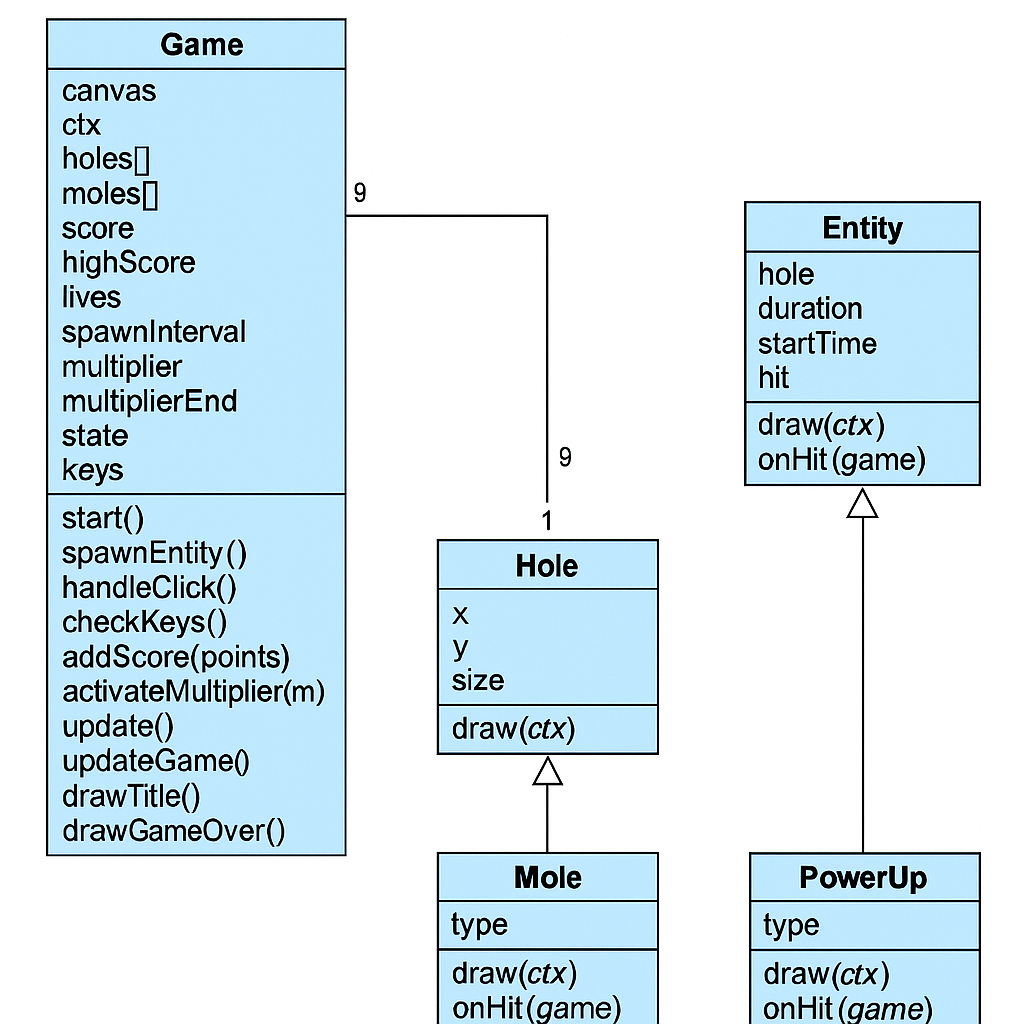 Game
canvas
ctx
holes[]
moles[]
score
highScore
lives
spawnInterval
multiplier
multiplierEnd
state
keys
start()
spawnEntity()
handleClick()
checkKeys()
addScore(points)
activateMultiplier(m)
update()
updateGame()
drawTitle()
drawGameOver()
9
9
1
Hole
x
y
size
draw(ctx)
Mole
type
draw(ctx)
onHit(game)
Entity
hole
duration
startTime
hit
draw(ctx)
onHit(game)
PowerUp
type
draw(ctx)
onHit(game)